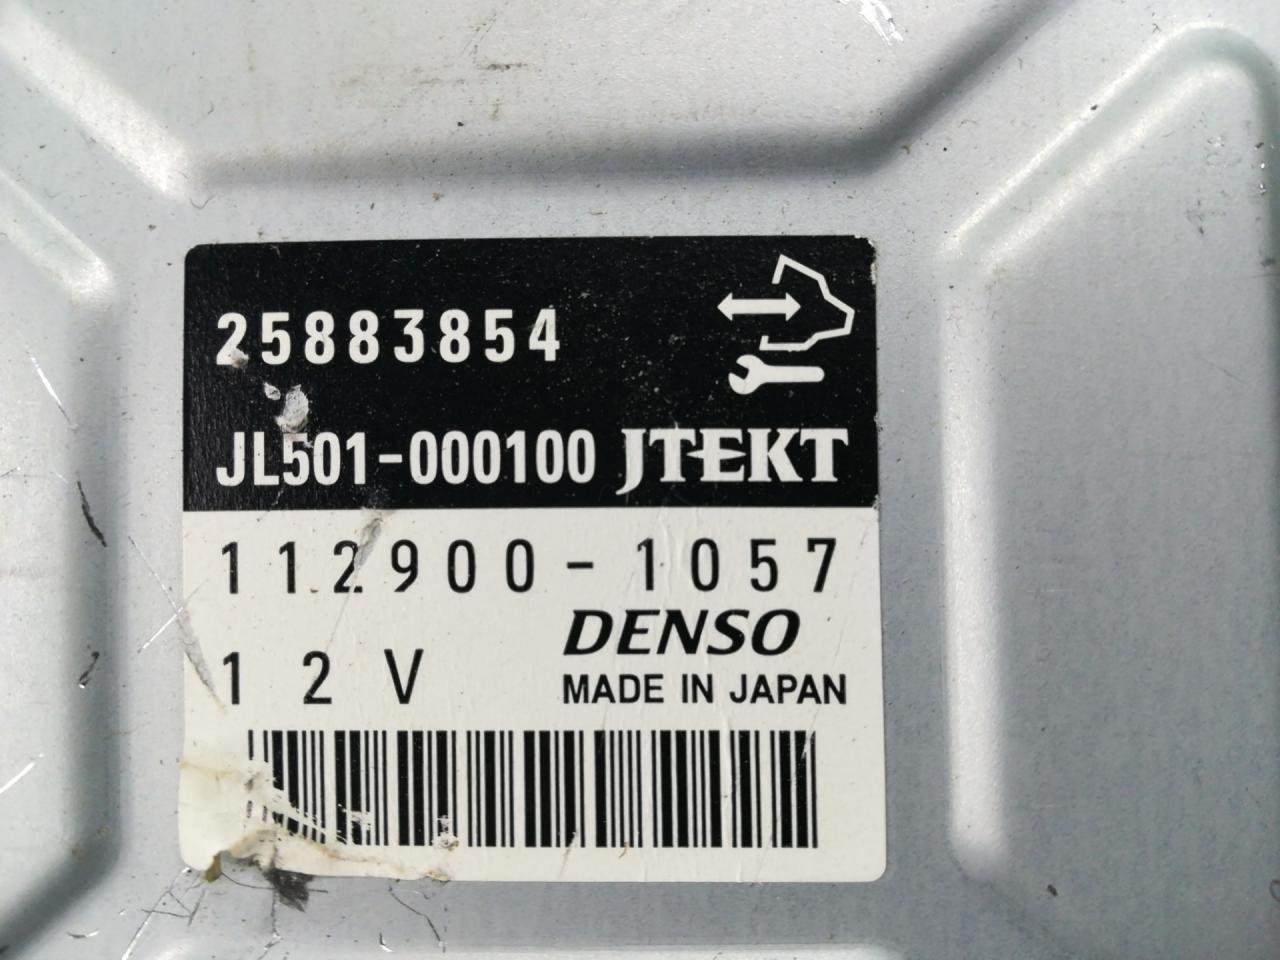 25883854
JL501-000100 JTEKT
112900-1057
DENSO
12V MADE IN JAPAN